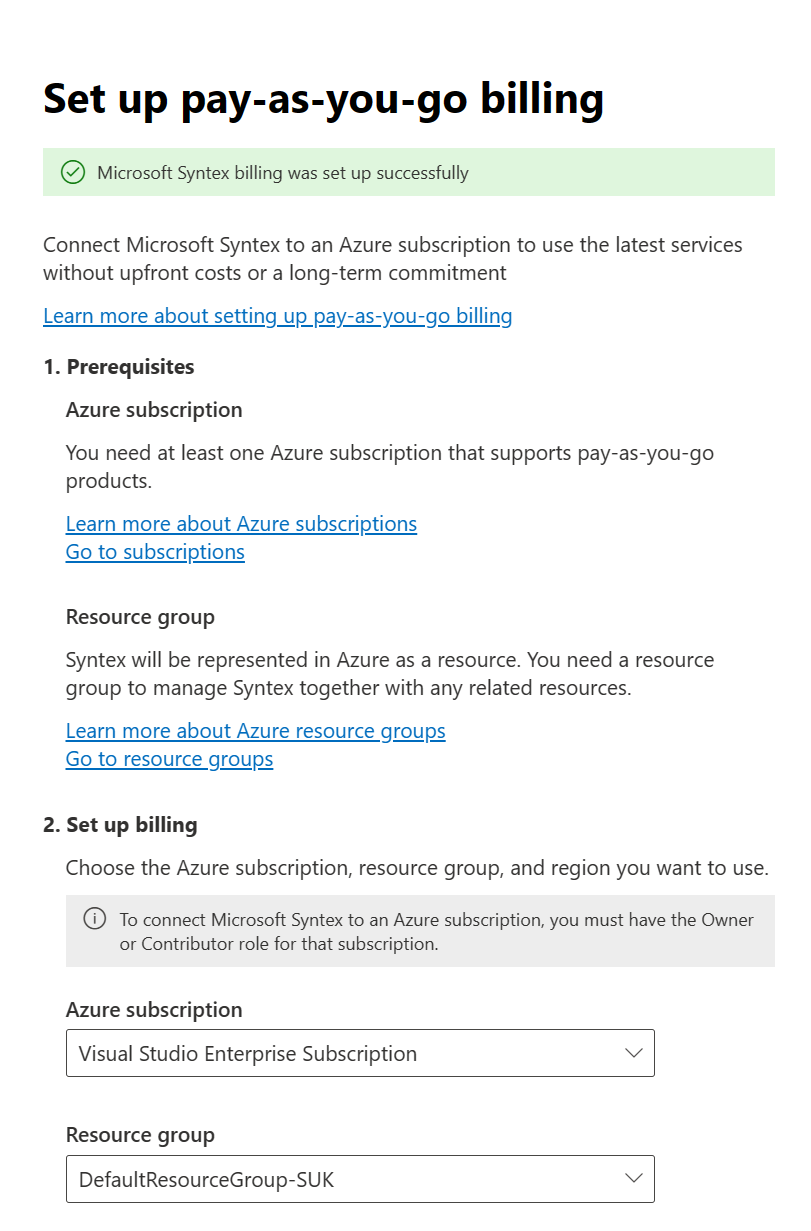 Set up pay-as-you-go billing
Microsoft Syntex billing was set up successfully
Connect Microsoft Syntex to an Azure subscription to use the latest services
without upfront costs or a long-term commitment
Learn more about setting up pay-as-you-go billing
1. Prerequisites
Azure subscription
You need at least one Azure subscription that supports pay-as-you-go
products.
Learn more about Azure subscriptions
Go to subscriptions
Resource group
Syntex will be represented in Azure as a resource. You need a resource
group to manage Syntex together with any related resources.
Learn more about Azure resource groups
Go to resource groups
2. Set up billing
Choose the Azure subscription, resource group, and region you want to use.
To connect Microsoft Syntex to an Azure subscription, you must have the Owner
or Contributor role for that subscription.
Azure subscription
Visual Studio Enterprise Subscription
Resource group
DefaultResourceGroup-SUK